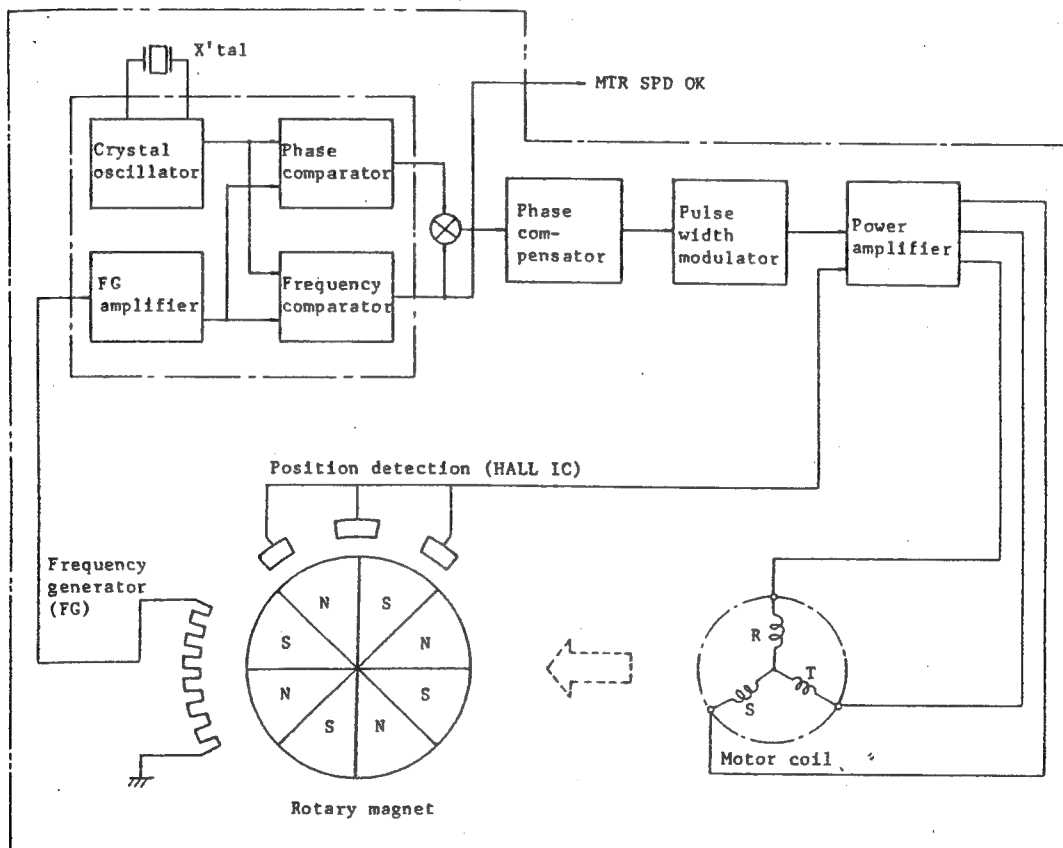 X'tal
MTR SPD OK
Crystal
oscillator
Phase
comparator
Phase
com-
pensator
Pulse
width
modulator
Power
amplifier
FG
amplifier
Frequency
comparator
Position detection (HALL IC)
Frequency
generator
(FG)
N
S
S
N
N
S
S
N
R
T
S
Motor coil
Rotary magnet